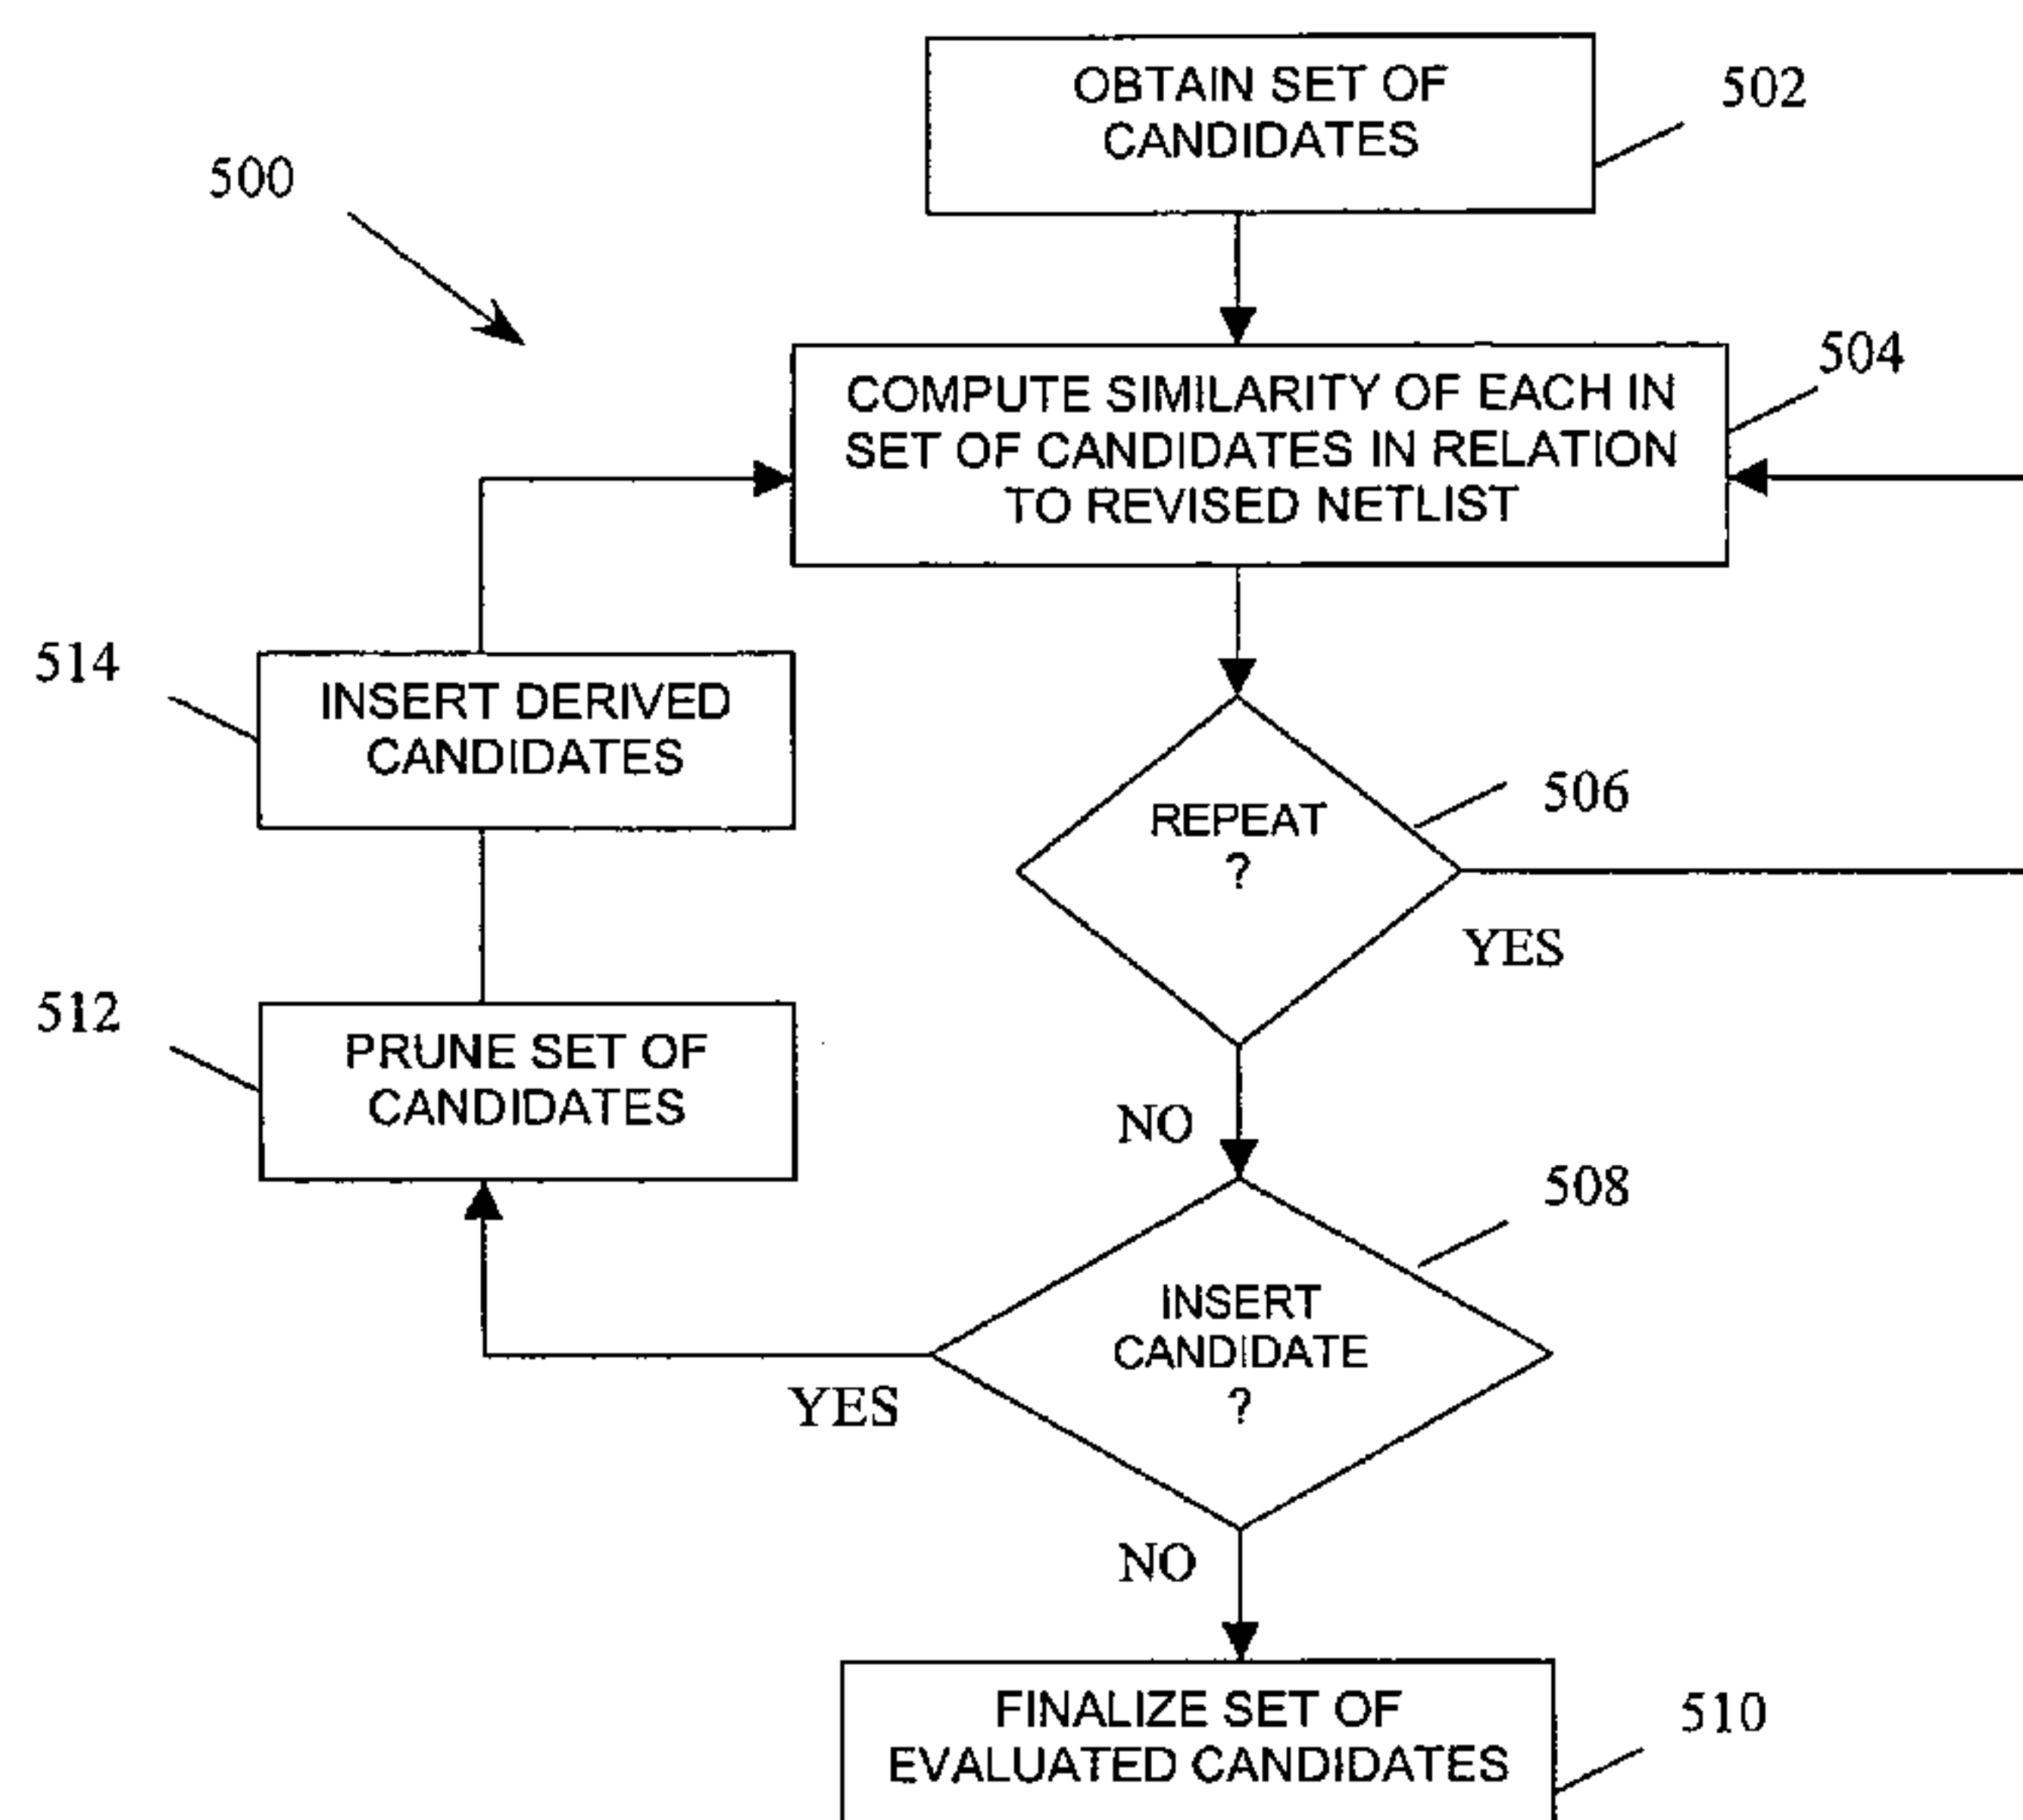 OBTAIN SET OF
CANDIDATES
502
500
504
COMPUTE SIMILARITY OF EACH IN
SET OF CANDIDATES IN RELATION
TO REVISED NETLIST
514
INSERT DERIVED
CANDIDATES
506
REPEAT
?
YES
512
PRUNE SET OF
CANDIDATES
NO
508
INSERT
CANDIDATE
?
YES
NO
FINALIZE SET OF
EVALUATED CANDIDATES
510